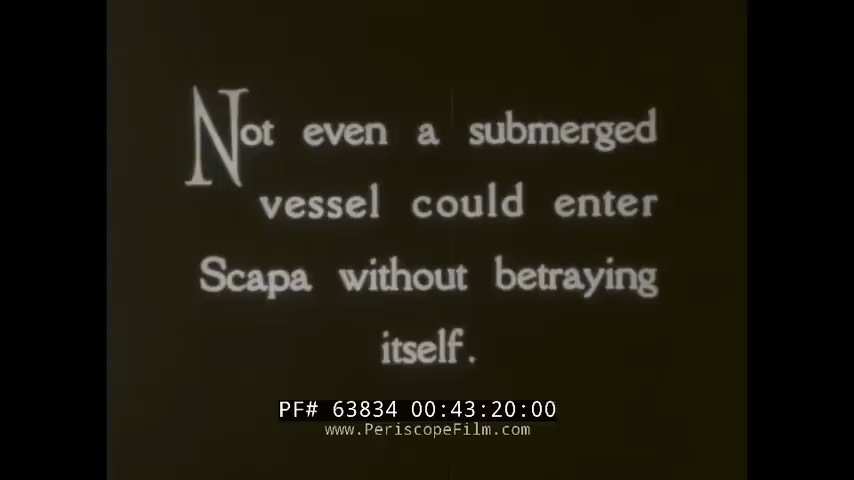 Not even a submerged
vessel could enter
Scapa without betraying
itself.
PF# 63834 00:43:20:00
www.PeriscopeFilm.com